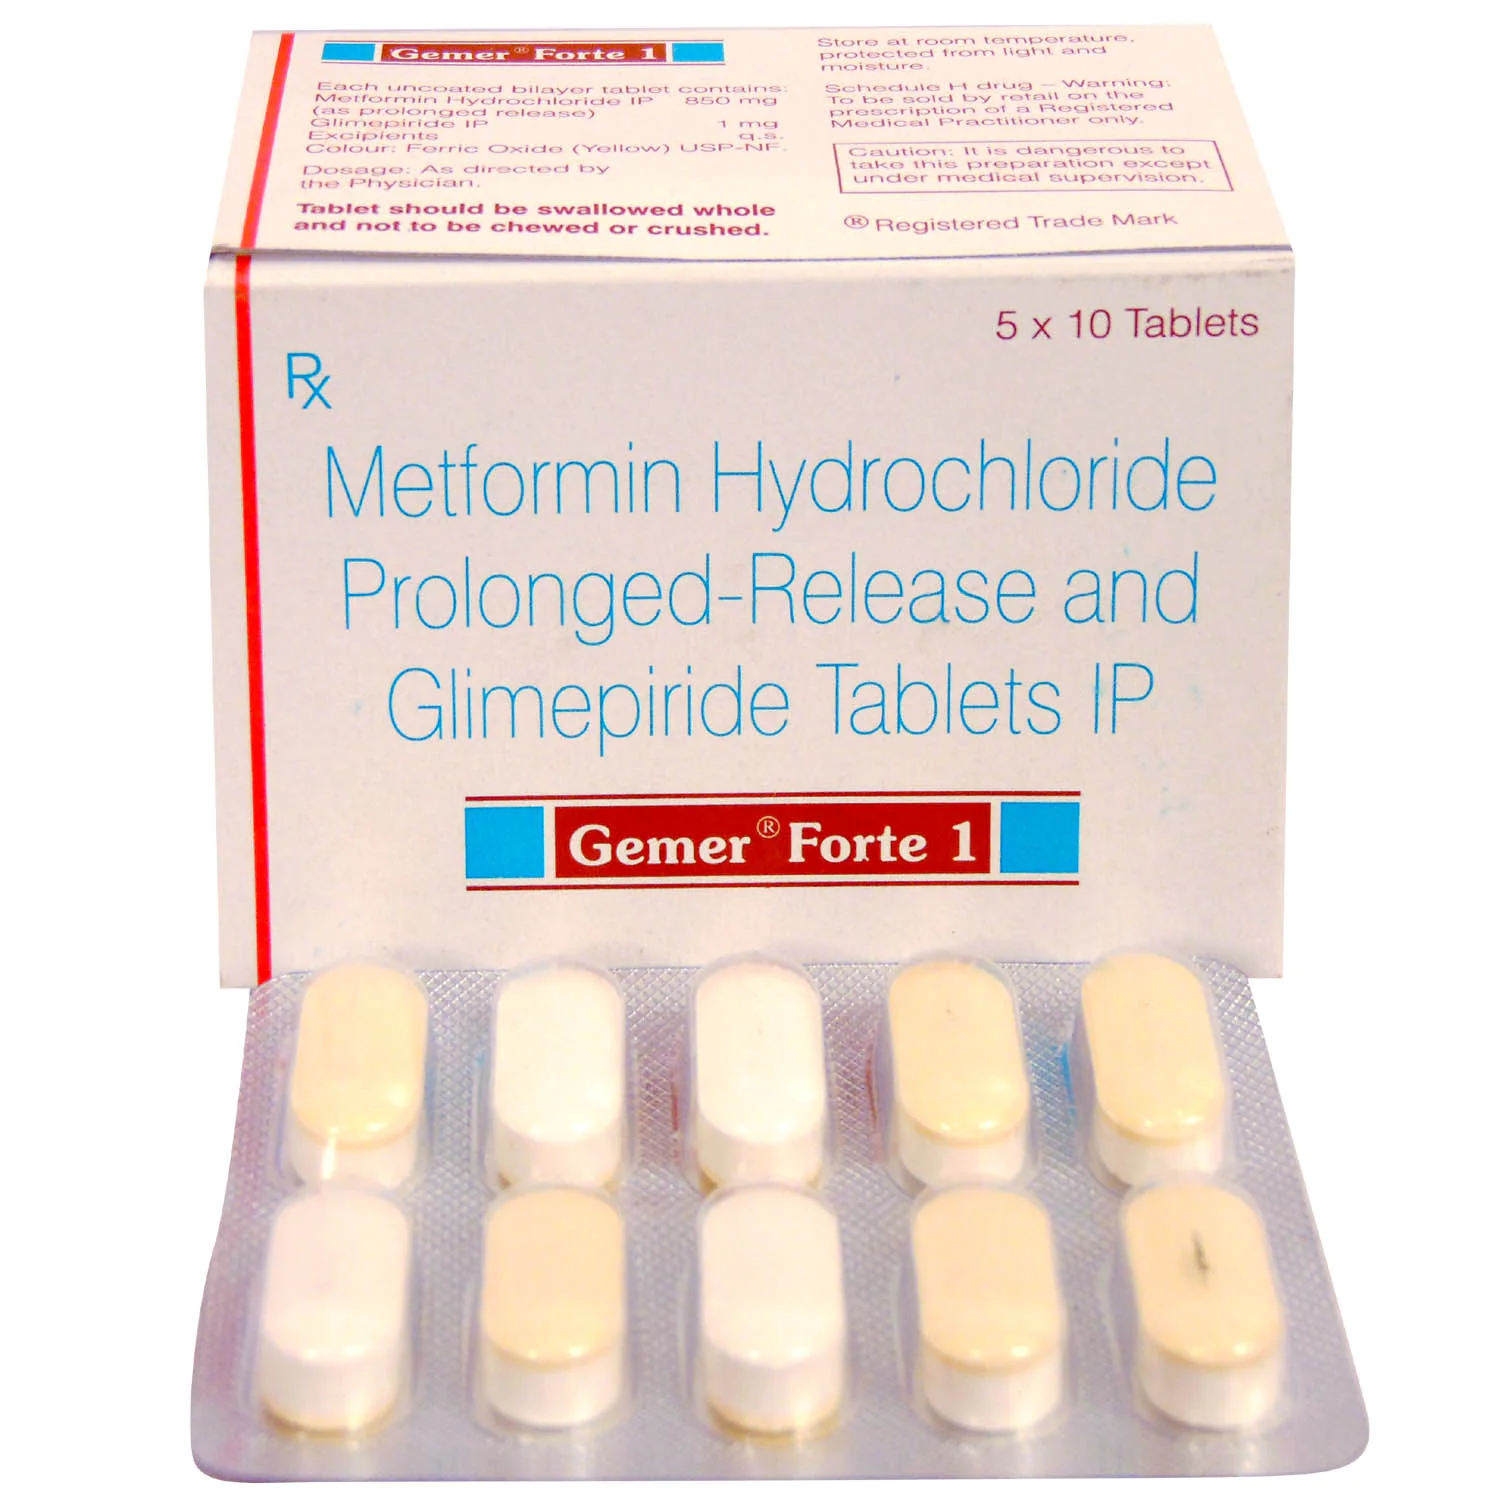 Gemer® Forte 1
Each uncoated bilayer tablet contains:
Metformin Hydrochloride IP 850 mg
(as prolonged release)
Glimepiride IP 1 mg
Excipients q.s.
Colour: Ferric Oxide (Yellow) USP-NF.
Dosage: As directed by
the Physician.
Tablet should be swallowed whole
and not to be chewed or crushed.
Store at room temperature,
protected from light and
moisture.
Schedule H drug – Warning:
To be sold by retail on the
prescription of a Registered
Medical Practitioner only.
Caution: It is dangerous to
take this preparation except
under medical supervision.
® Registered Trade Mark
5 x 10 Tablets
Rx
Metformin Hydrochloride
Prolonged-Release and
Glimepiride Tablets IP
Gemer® Forte 1